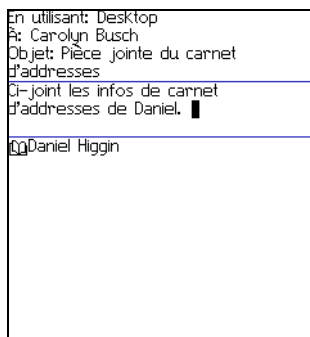 En utilisant: Desktop
À: Carolyn Busch
Objet: Pièce jointe du carnet
d'addresses
Ci-joint les infos de carnet
d'addresses de Daniel.
Daniel Higgin